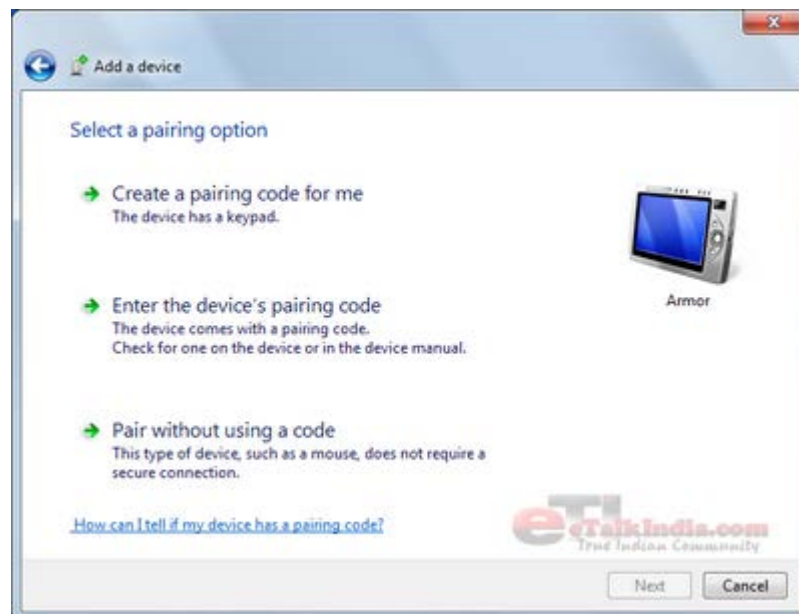 Add a device
Select a pairing option
Create a pairing code for me
The device has a keypad.
Armor
Enter the device's pairing code
The device comes with a pairing code.
Check for one on the device or in the device manual.
Pair without using a code
This type of device, such as a mouse, does not require a
secure connection.
How can I tell if my device has a pairing code?
eTI
eTalkIndia.com
True Indian Community
Next
Cancel